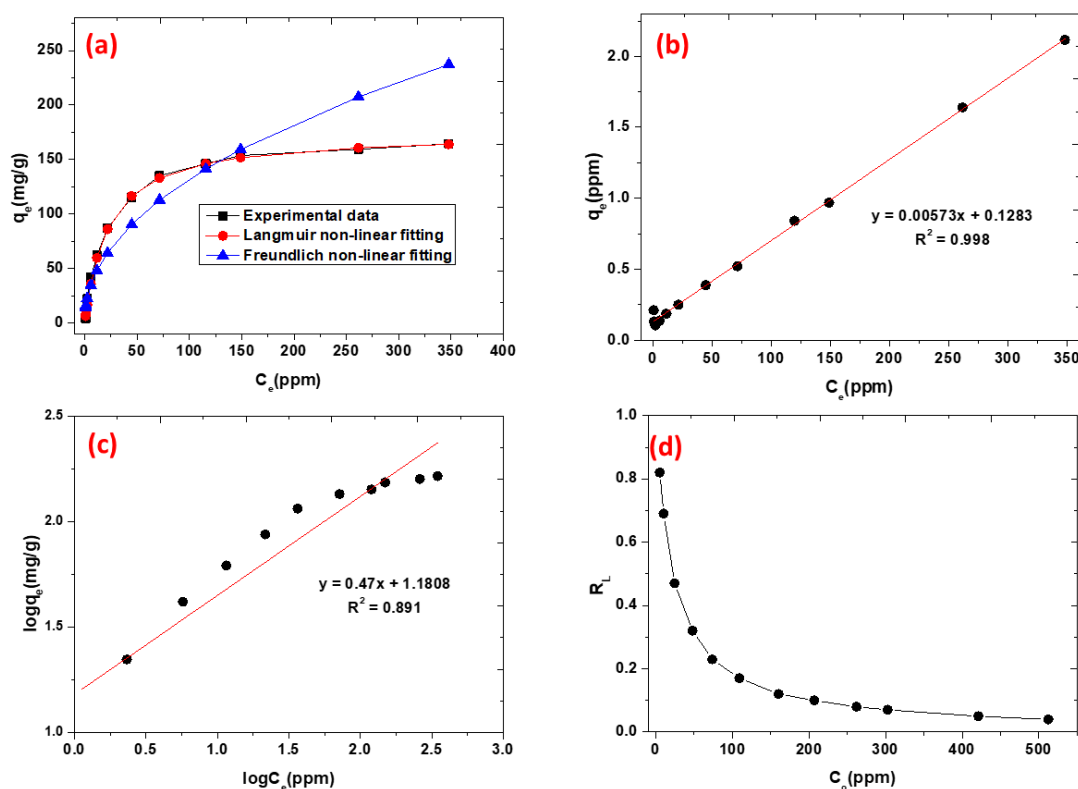 (a)
250
200
150
100
50
0
q_e(mg/g)
Experimental data
Langmuir non-linear fitting
Freundlich non-linear fitting
0 50 100 150 200 250 300 350 400
C_e(ppm)
(b)
2.0
1.5
1.0
0.5
0.0
q_e(ppm)
y = 0.00573x + 0.1283
R² = 0.998
0 50 100 150 200 250 300 350
C_e(ppm)
(c)
2.5
2.0
1.5
1.0
logq_e(mg/g)
y = 0.47x + 1.1808
R² = 0.891
0.0 0.5 1.0 1.5 2.0 2.5 3.0
logC_e(ppm)
(d)
1.0
0.8
0.6
0.4
0.2
0.0
R_L
0 100 200 300 400 500
C_o(ppm)